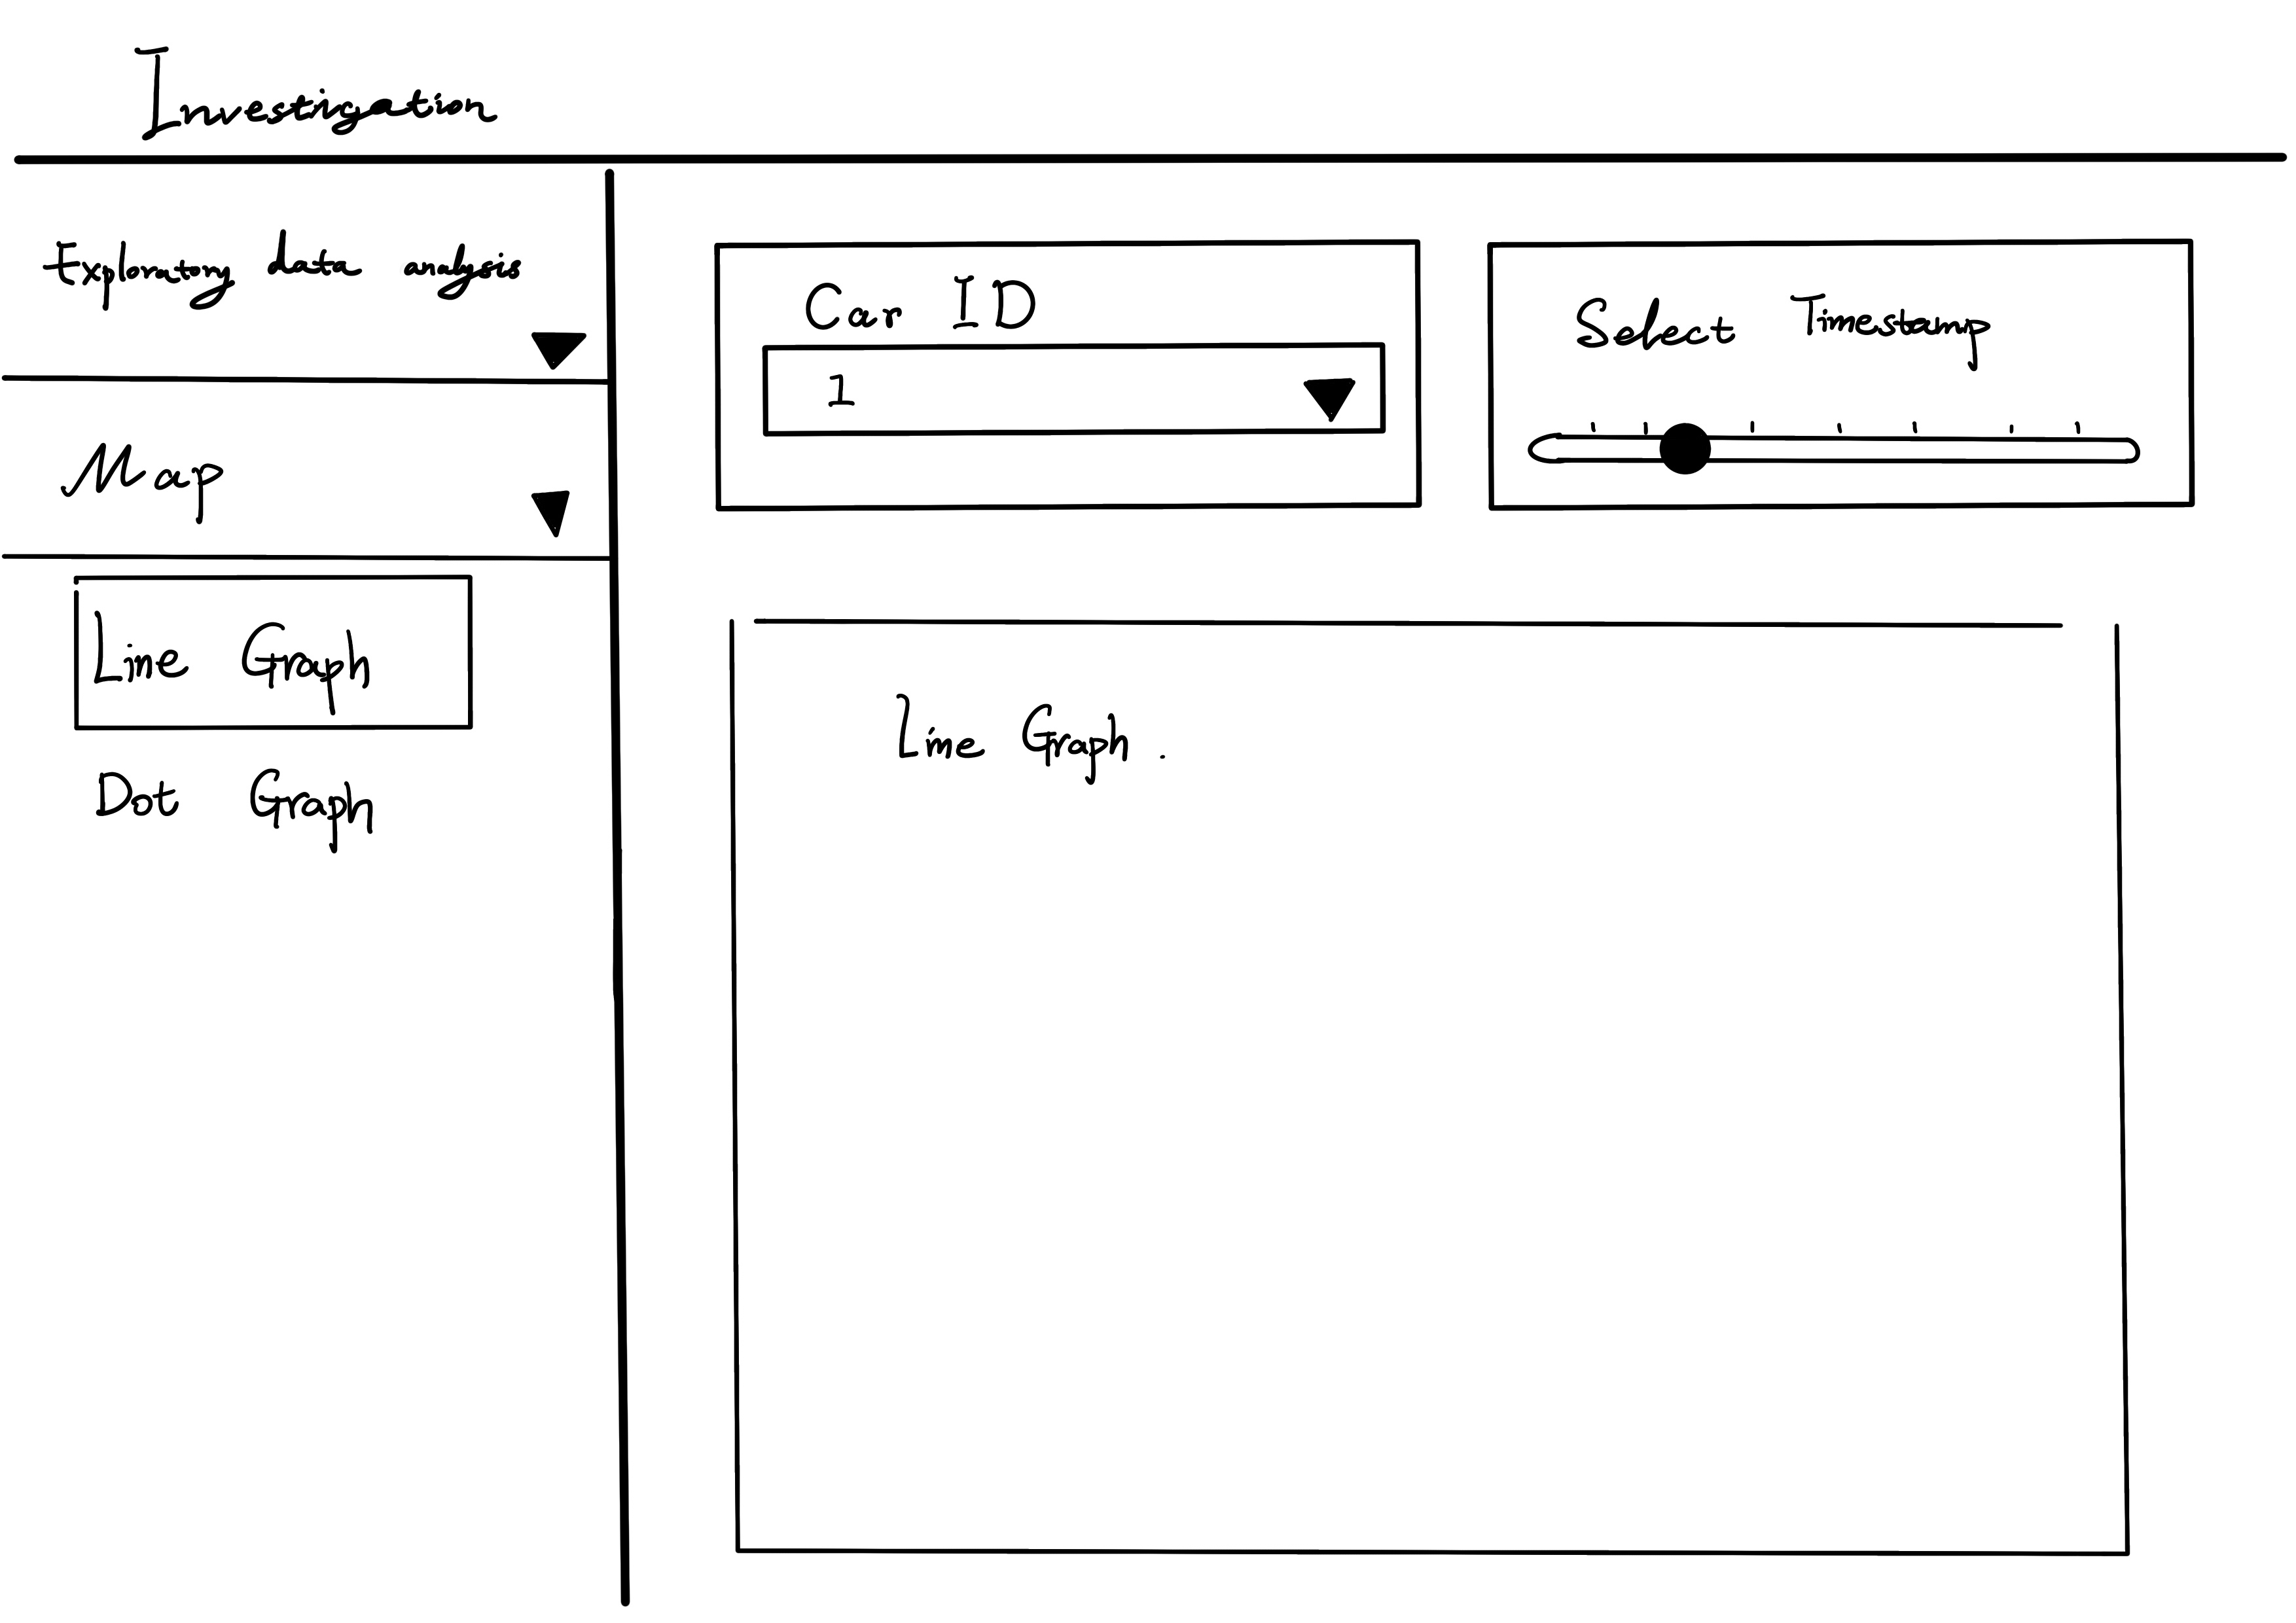 Investigation
Exploratory data analysis
Map
Line Graph
Dot Graph
Car ID
1
Select Timestamp
Line Graph.